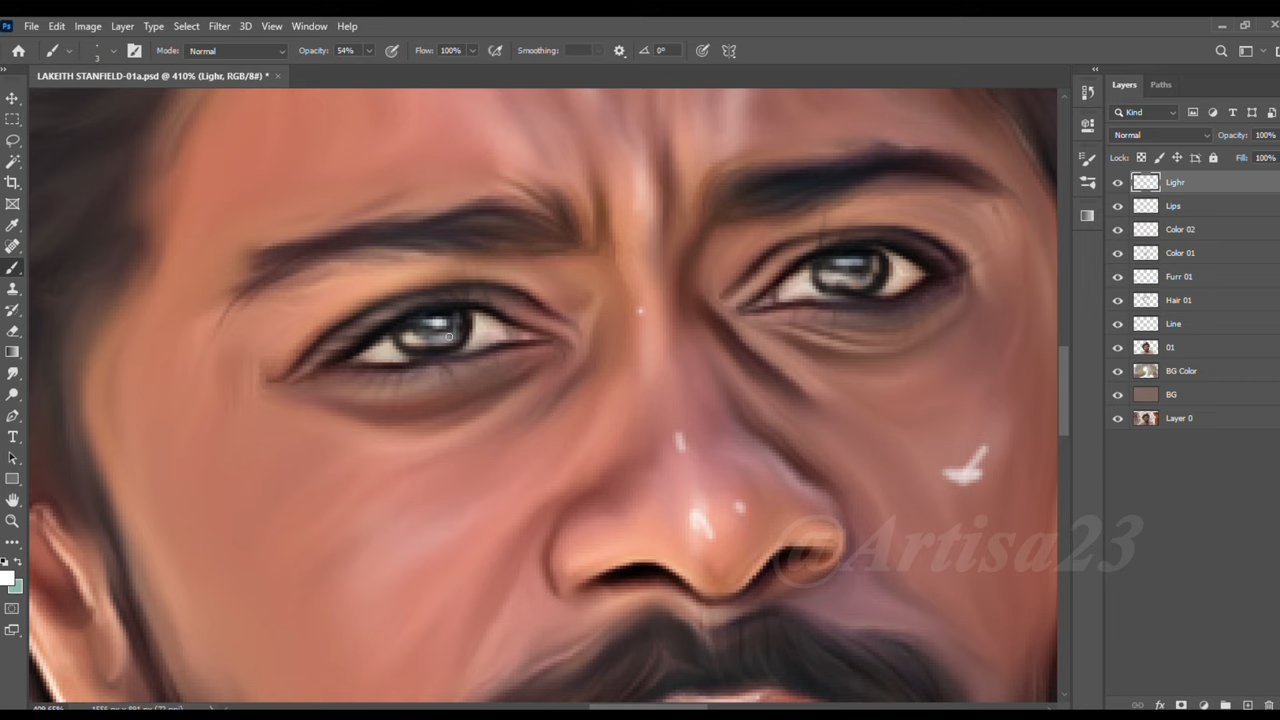 Ps File Edit Image Layer Type Select Filter 3D View Window Help
3 Mode: Normal Opacity: 54% Flow: 100% Smoothing: 0°
LAKEITH STANFIELD-01a.psd @ 410% (Lighr, RGB/8#) * ×
Layers Paths
Kind
Normal Opacity: 100%
Lock: Fill: 100%
Lighr
Lips
Color 02
Color 01
Furr 01
Hair 01
Line
01
BG Color
BG
Layer 0
@Artisa23